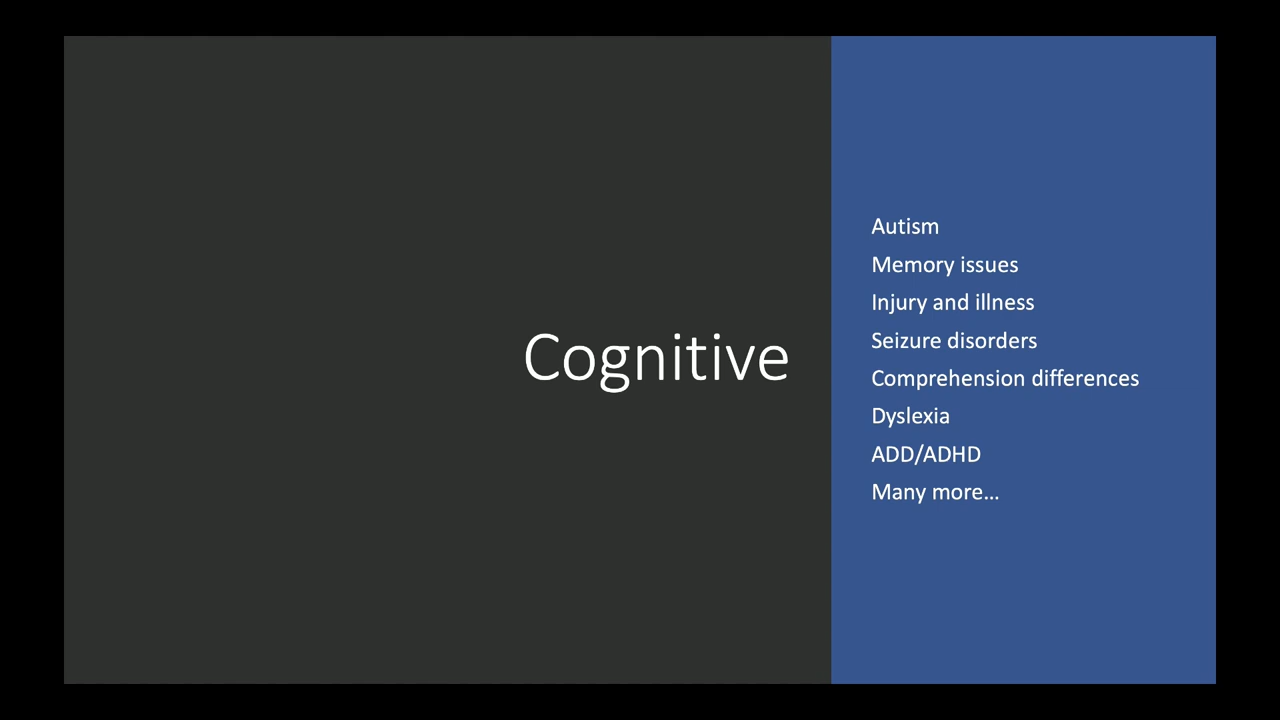 Cognitive
Autism
Memory issues
Injury and illness
Seizure disorders
Comprehension differences
Dyslexia
ADD/ADHD
Many more…